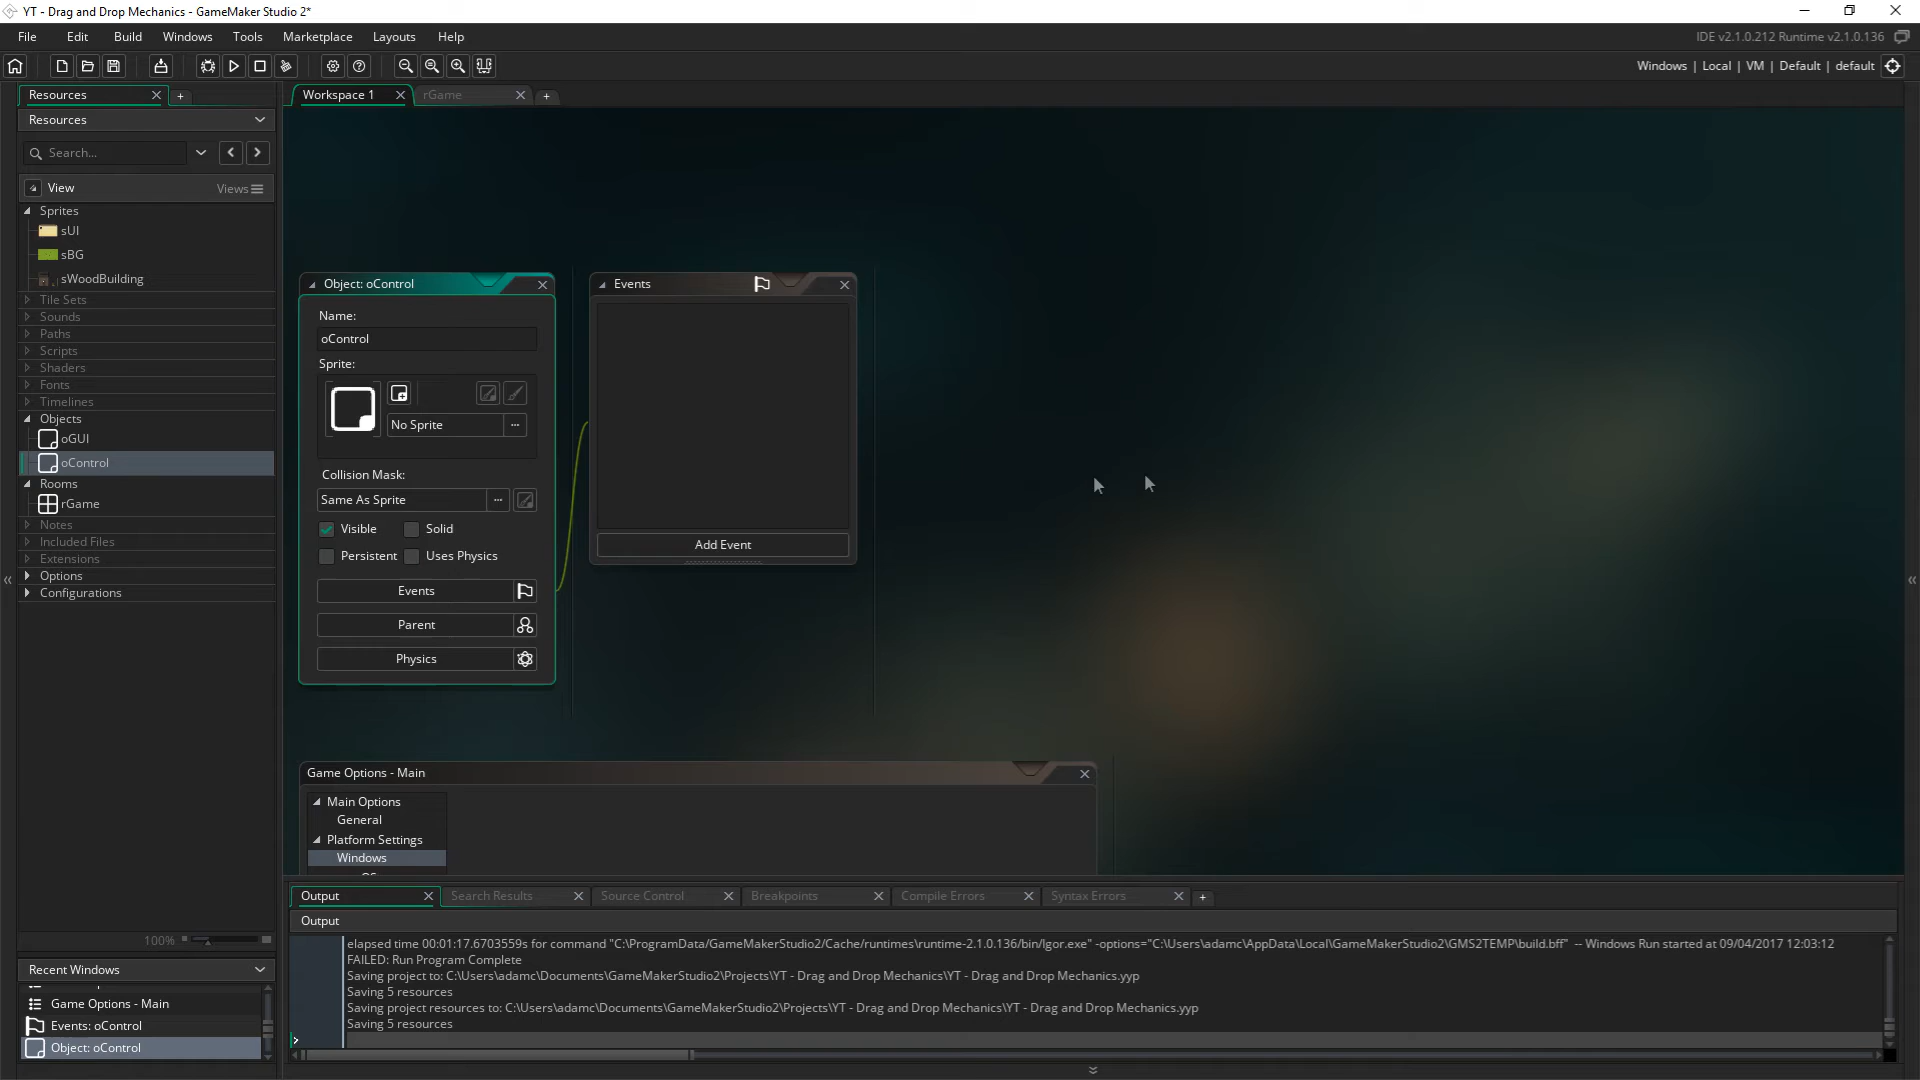 YT - Drag and Drop Mechanics - GameMaker Studio 2*
File Edit Build Windows Tools Marketplace Layouts Help
IDE v2.1.0.212 Runtime v2.1.0.136
Windows | Local | VM | Default | default
Resources
Workspace 1
rGame
Resources
Search...
View
Views
Sprites
sUI
sBG
sWoodBuilding
Tile Sets
Sounds
Paths
Scripts
Shaders
Fonts
Timelines
Objects
oGUI
oControl
Rooms
rGame
Notes
Included Files
Extensions
Options
Configurations
100%
Recent Windows
Game Options - Main
Events: oControl
Object: oControl
Object: oControl
Name:
oControl
Sprite:
No Sprite
Collision Mask:
Same As Sprite
Visible
Solid
Persistent
Uses Physics
Events
Parent
Physics
Events
Add Event
Game Options - Main
Main Options
General
Platform Settings
Windows
Output
Search Results
Source Control
Breakpoints
Compile Errors
Syntax Errors
Output
elapsed time 00:01:17.6703559s for command "C:\ProgramData/GameMakerStudio2/Cache/runtimes\runtime-2.1.0.136/bin/Igor.exe" -options="C:\Users\adamc\AppData\Local\GameMakerStudio2\GMS2TEMP\build.bff" -- Windows Run started at 09/04/2017 12:03:12
FAILED: Run Program Complete
Saving project to: C:\Users\adamc\Documents\GameMakerStudio2\Projects\YT - Drag and Drop Mechanics\YT - Drag and Drop Mechanics.yyp
Saving 5 resources
Saving project resources to: C:\Users\adamc\Documents\GameMakerStudio2\Projects\YT - Drag and Drop Mechanics\YT - Drag and Drop Mechanics.yyp
Saving 5 resources